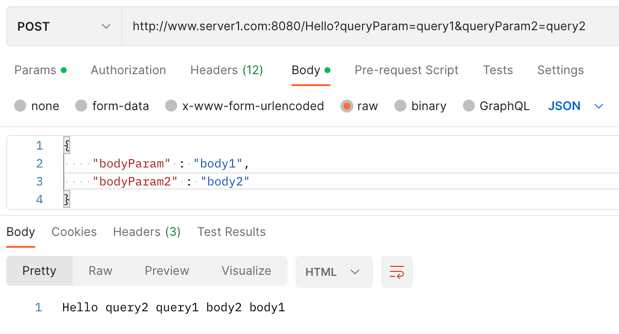 POST http://www.server1.com:8080/Hello?queryParam=query1&queryParam2=query2
Params Authorization Headers (12) Body Pre-request Script Tests Settings
none form-data x-www-form-urlencoded raw binary GraphQL JSON
1 {
2 "bodyParam" : "body1",
3 "bodyParam2" : "body2"
4 }
Body Cookies Headers (3) Test Results
Pretty Raw Preview Visualize HTML
1 Hello query2 query1 body2 body1